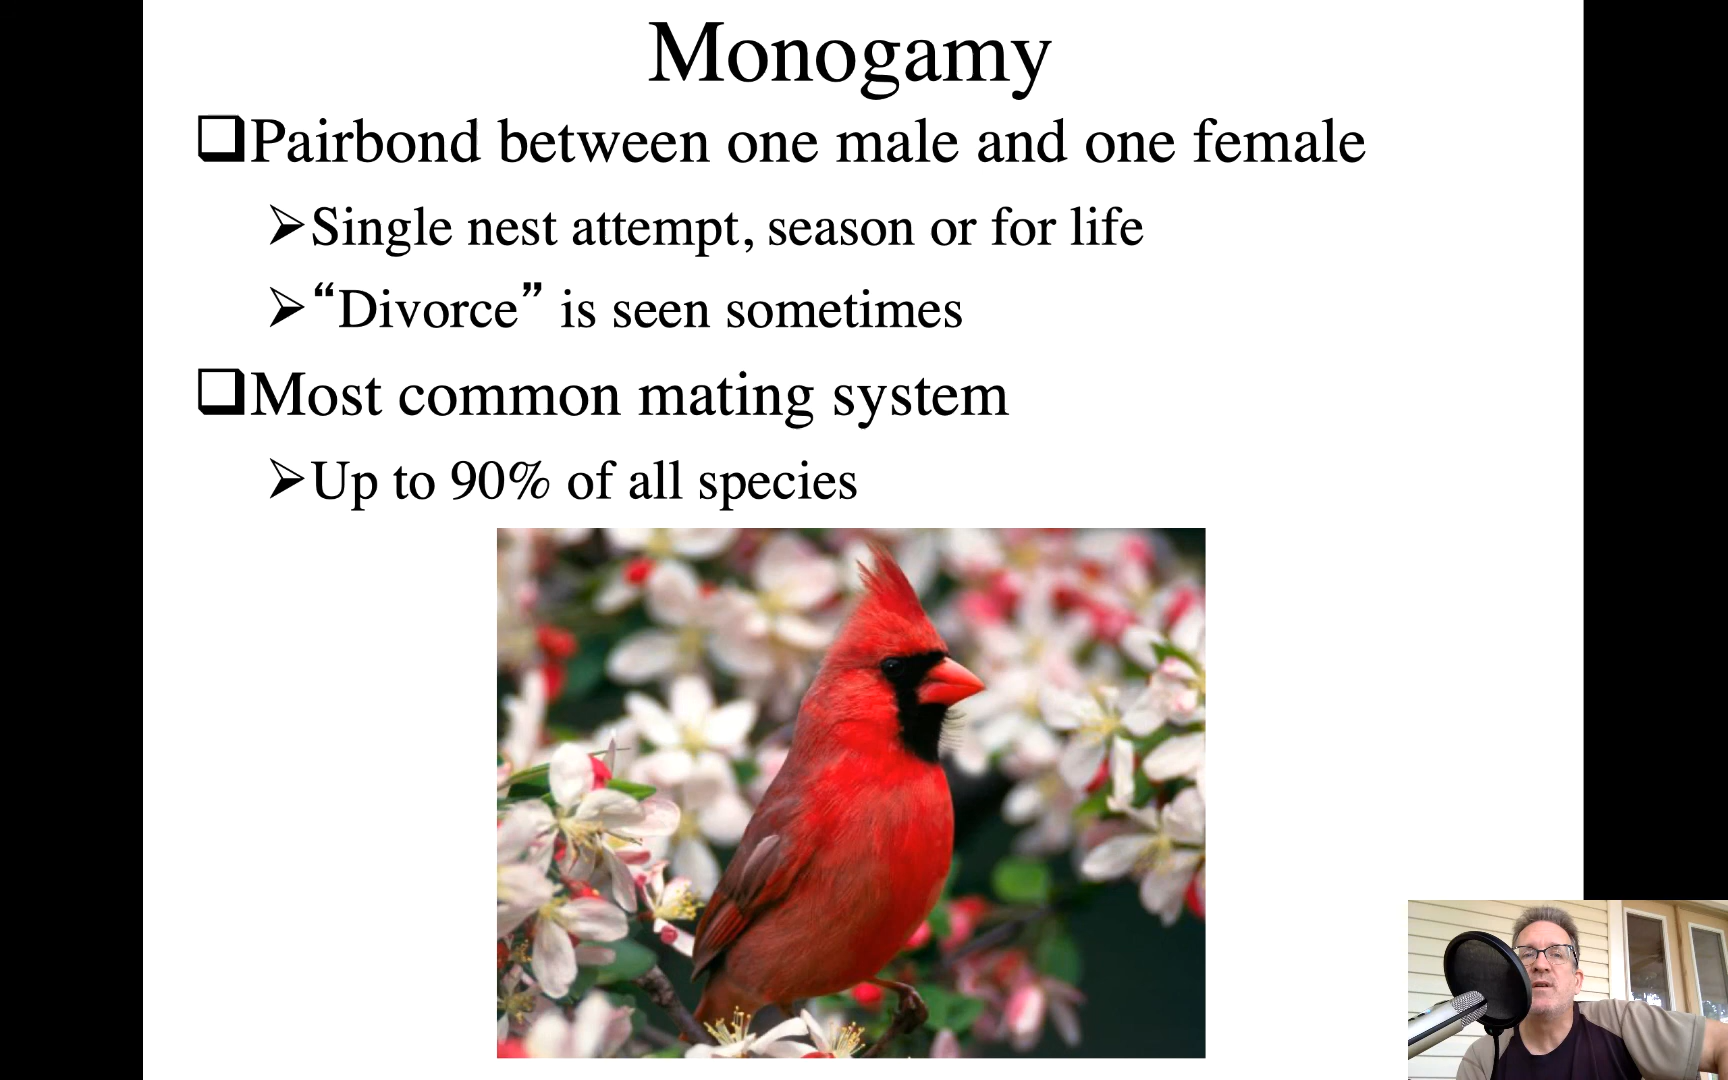 Monogamy
❑Pairbond between one male and one female
➢Single nest attempt, season or for life
➢“Divorce” is seen sometimes
❑Most common mating system
➢Up to 90% of all species